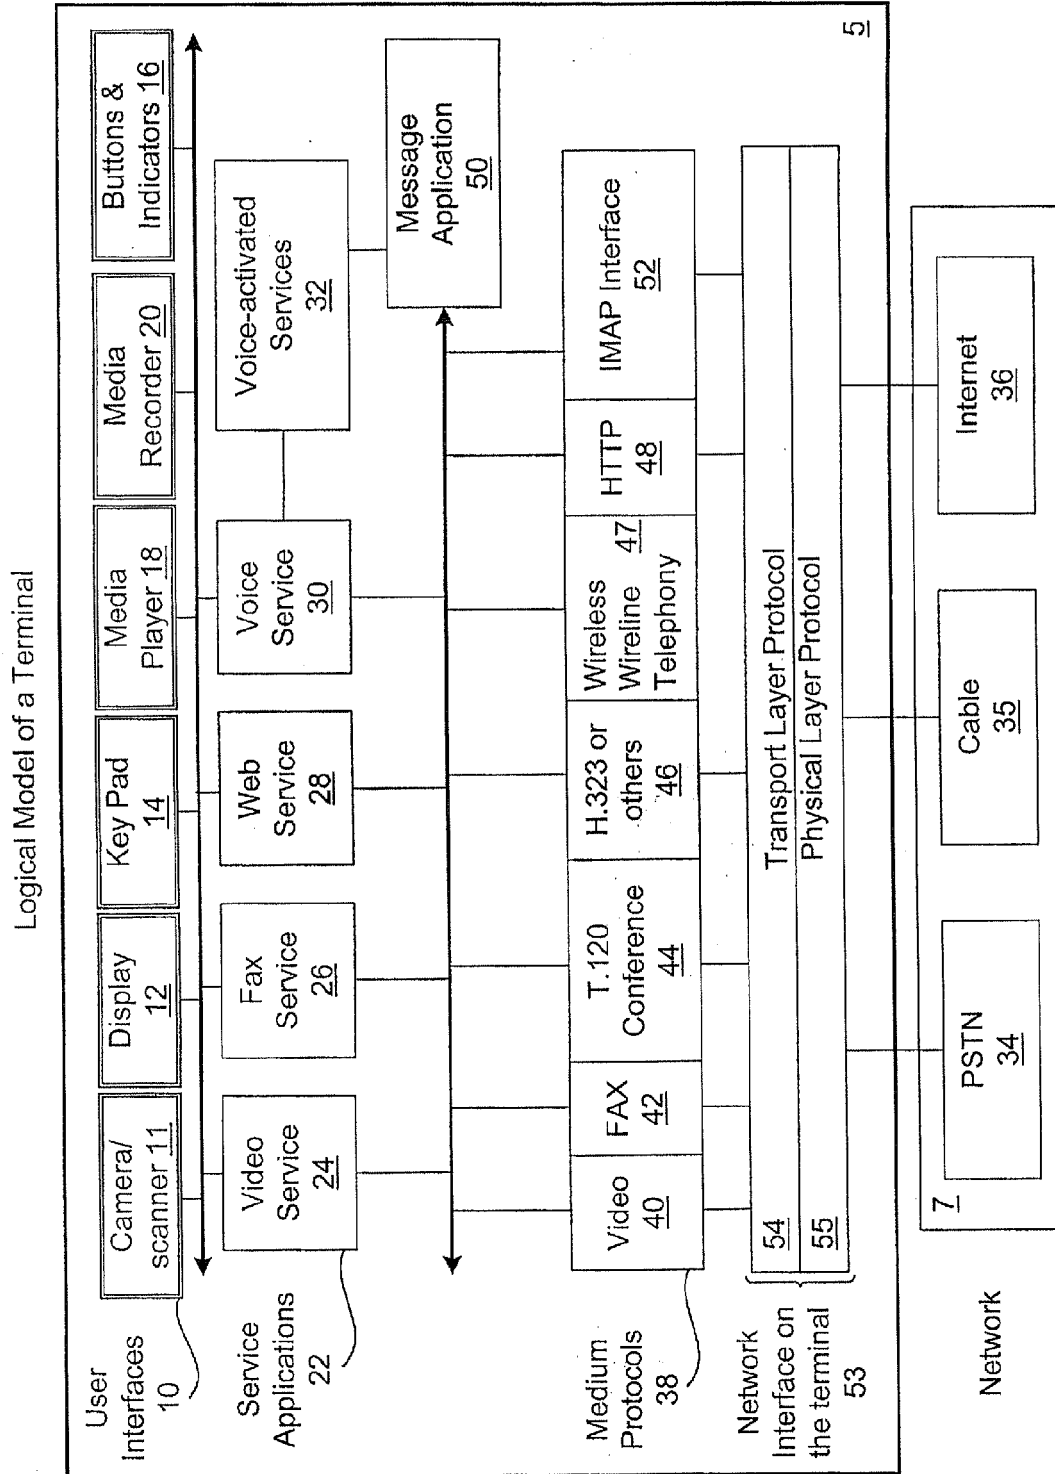 Logical Model of a Terminal
User
Interfaces
10
Camera/
scanner 11
Display
12
Key Pad
14
Media
Player 18
Media
Recorder 20
Buttons &
Indicators 16
Service
Applications
22
Video
Service
24
Fax
Service
26
Web
Service
28
Voice
Service
30
Voice-activated
Services
32
Message
Application
50
Medium
Protocols
38
Video
40
FAX
42
T.120
Conference
44
H.323 or
others
46
Wireless
Wireline
Telephony
47
HTTP
48
IMAP Interface
52
Network
Interface on
the terminal
53
54
Transport Layer Protocol
55
Physical Layer Protocol
5
Network
7
PSTN
34
Cable
35
Internet
36